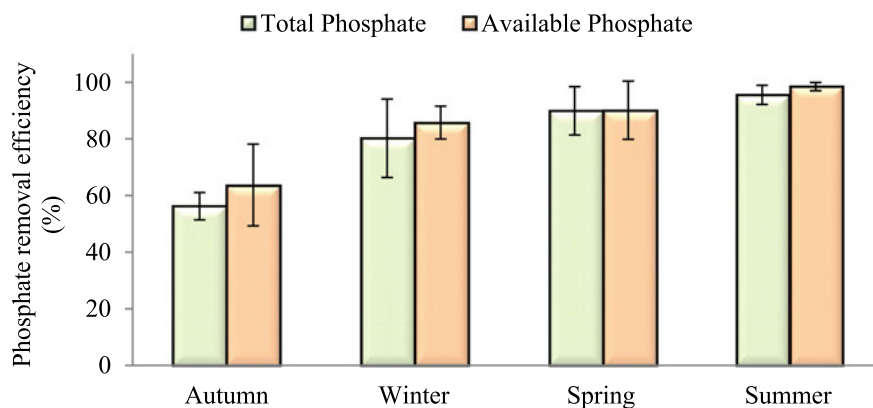 Total Phosphate Available Phosphate
Phosphate removal efficiency
(%)
100
80
60
40
20
0
Autumn Winter Spring Summer